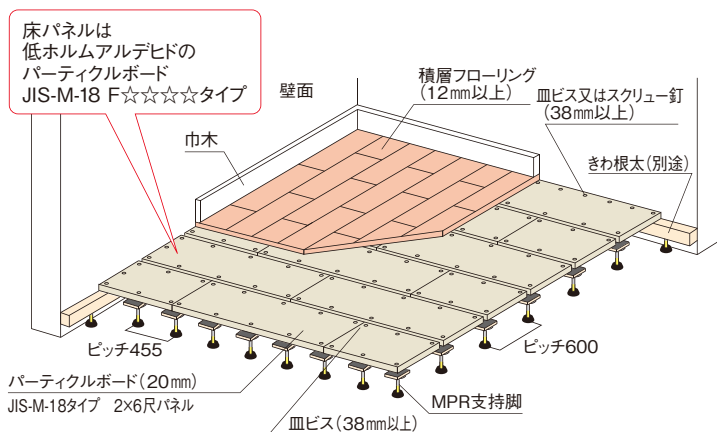 床パネルは
低ホルムアルデヒドの
パーティクルボード
JIS-M-18 F☆☆☆☆タイプ
壁面
積層フローリング
(12mm以上)
皿ビス又はスクリュー釘
(38mm以上)
巾木
きわ根太(別途)
ピッチ455
ピッチ600
パーティクルボード(20mm)
JIS-M-18タイプ 2×6尺パネル
MPR支持脚
皿ビス(38mm以上)